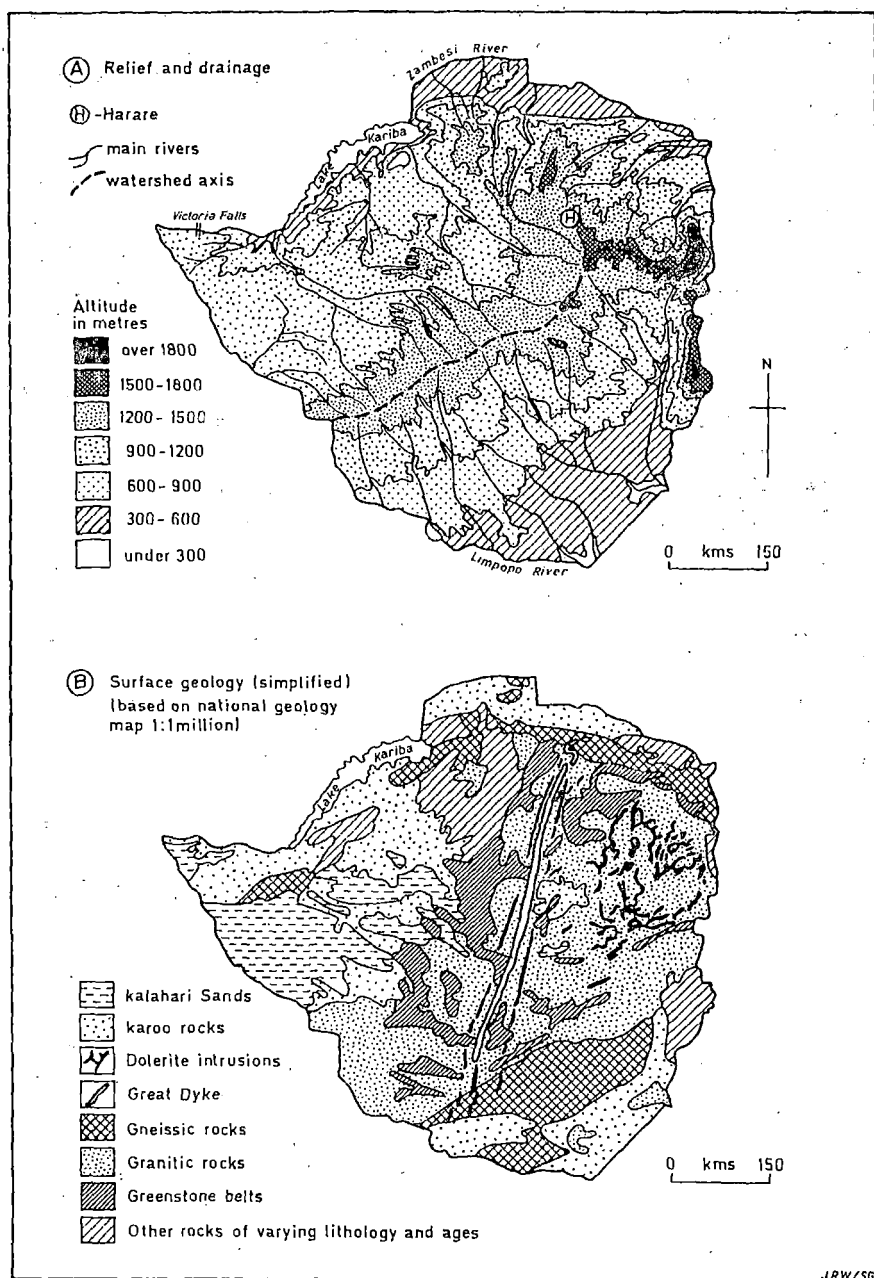 Ⓐ Relief and drainage
Ⓗ-Harare
main rivers
watershed axis
Zambesi River
Lake Kariba
Victoria Falls
H
Altitude
in metres
over 1800
1500-1800
1200-1500
900-1200
600-900
300-600
under 300
N
0 kms 150
Limpopo River
Ⓑ Surface geology (simplified)
(based on national geology
map 1:1million)
Lake Kariba
kalahari Sands
karoo rocks
Dolerite intrusions
Great Dyke
Gneissic rocks
Granitic rocks
Greenstone belts
Other rocks of varying lithology and ages
0 kms 150
JRW/SG